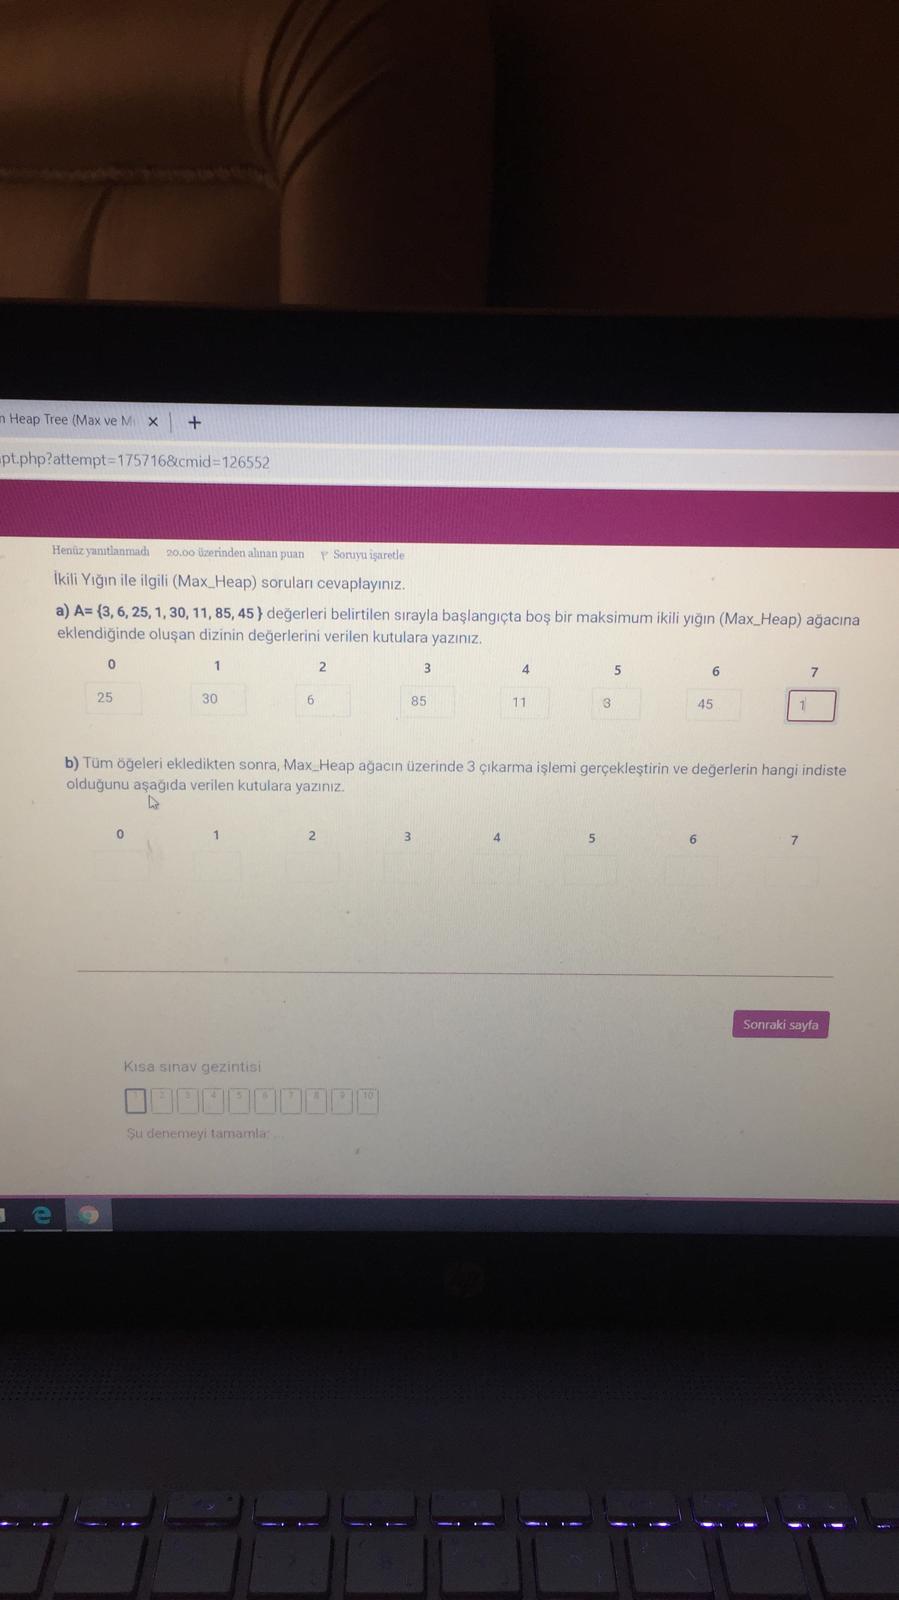 n Heap Tree (Max ve M
pt.php?attempt=175716&cmid=126552
Henüz yanıtlanmadı 20.00 üzerinden alınan puan Soruyu işaretle
İkili Yığın ile ilgili (Max_Heap) soruları cevaplayınız.
a) A= {3, 6, 25, 1, 30, 11, 85, 45 } değerleri belirtilen sırayla başlangıçta boş bir maksimum ikili yığın (Max_Heap) ağacına
eklendiğinde oluşan dizinin değerlerini verilen kutulara yazınız.
0 1 2 3 4 5 6 7
25 30 6 85 11 3 45 1
b) Tüm öğeleri ekledikten sonra, Max_Heap ağacın üzerinde 3 çıkarma işlemi gerçekleştirin ve değerlerin hangi indiste
olduğunu aşağıda verilen kutulara yazınız.
0 1 2 3 4 5 6 7
Sonraki sayfa
Kısa sınav gezintisi
1 2 3 4 5 6 7 8 9 10
Şu denemeyi tamamla: ...